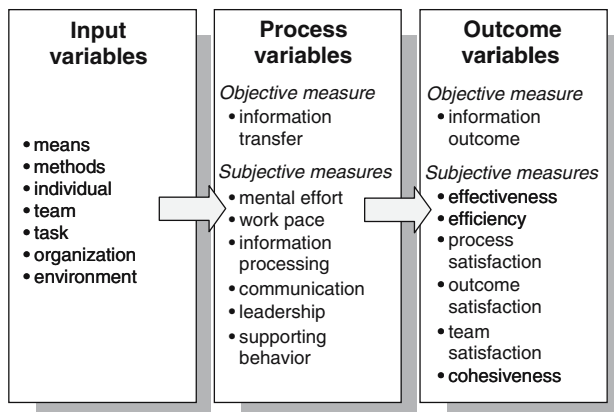 Input
variables
• means
• methods
• individual
• team
• task
• organization
• environment
Process
variables
Objective measure
• information
transfer
Subjective measures
• mental effort
• work pace
• information
processing
• communication
• leadership
• supporting
behavior
Outcome
variables
Objective measure
• information
outcome
Subjective measures
• effectiveness
• efficiency
• process
satisfaction
• outcome
satisfaction
• team
satisfaction
• cohesiveness